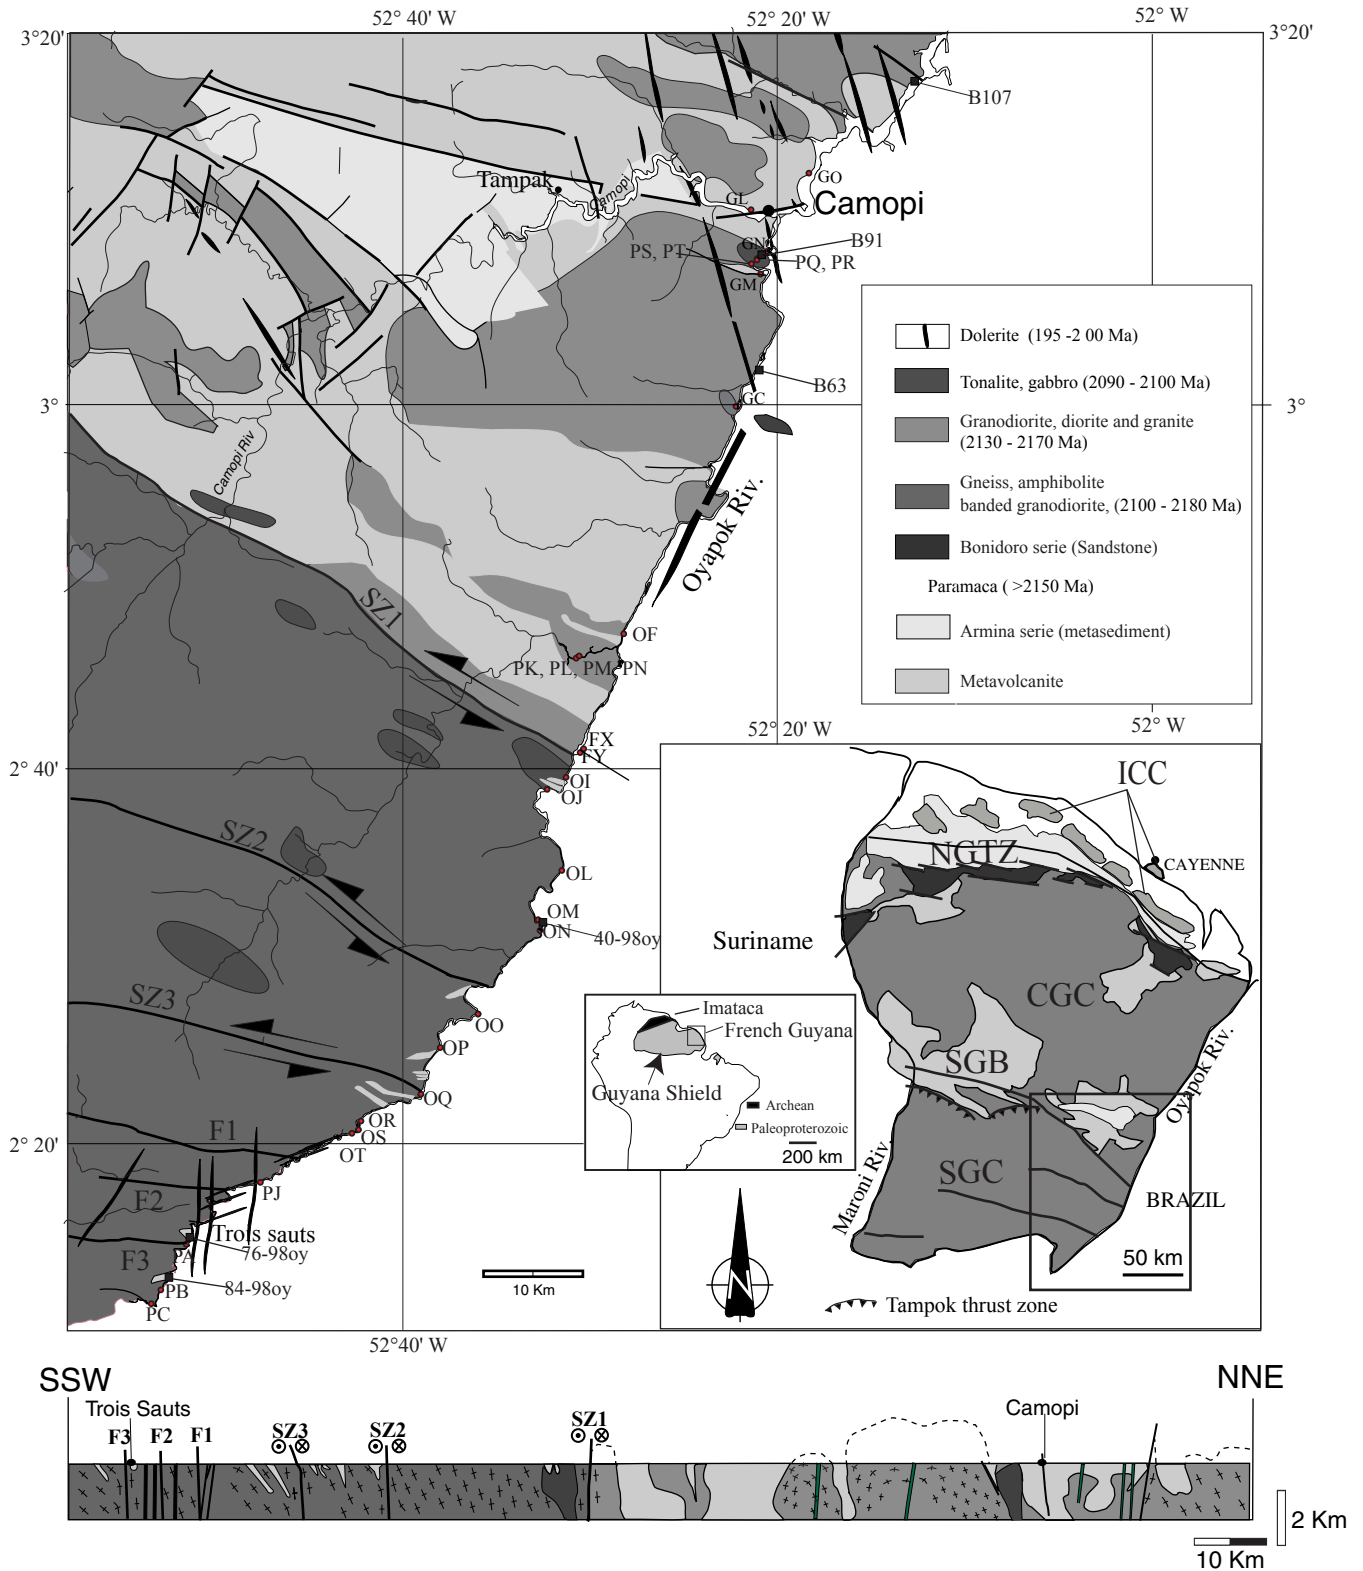 52° 40' W
52° 20' W
52° W
3°20'
3°20'
B107
Tampak
Camopi
GO
GL
Camopi
GN
B91
PS, PT
PQ, PR
GM
B63
GC
3°
3°
Dolerite (195 -2 00 Ma)
Tonalite, gabbro (2090 - 2100 Ma)
Granodiorite, diorite and granite
(2130 - 2170 Ma)
Gneiss, amphibolite
banded granodiorite, (2100 - 2180 Ma)
Bonidoro serie (Sandstone)
Paramaca ( >2150 Ma)
Armina serie (metasediment)
Metavolcanite
Camopi Riv
Oyapok Riv.
SZ1
OF
PK, PL, PM, PN
52° 20' W
52° W
FX
FY
2° 40'
OI
OJ
SZ2
OL
OM
ON
40-98oy
SZ3
OO
OP
OQ
OR
OS
OT
F1
2° 20'
PJ
F2
Trois sauts
76-98oy
PA
F3
84-98oy
PB
PC
10 Km
52°40' W
ICC
NGTZ
CAYENNE
Suriname
CGC
SGB
Oyapok Riv.
Maroni Riv.
SGC
BRAZIL
50 km
Tampok thrust zone
N
Imataca
French Guyana
Guyana Shield
Archean
Paleoproterozoic
200 km
SSW
NNE
Trois Sauts
Camopi
F3
F2
F1
SZ3
SZ2
SZ1
2 Km
10 Km